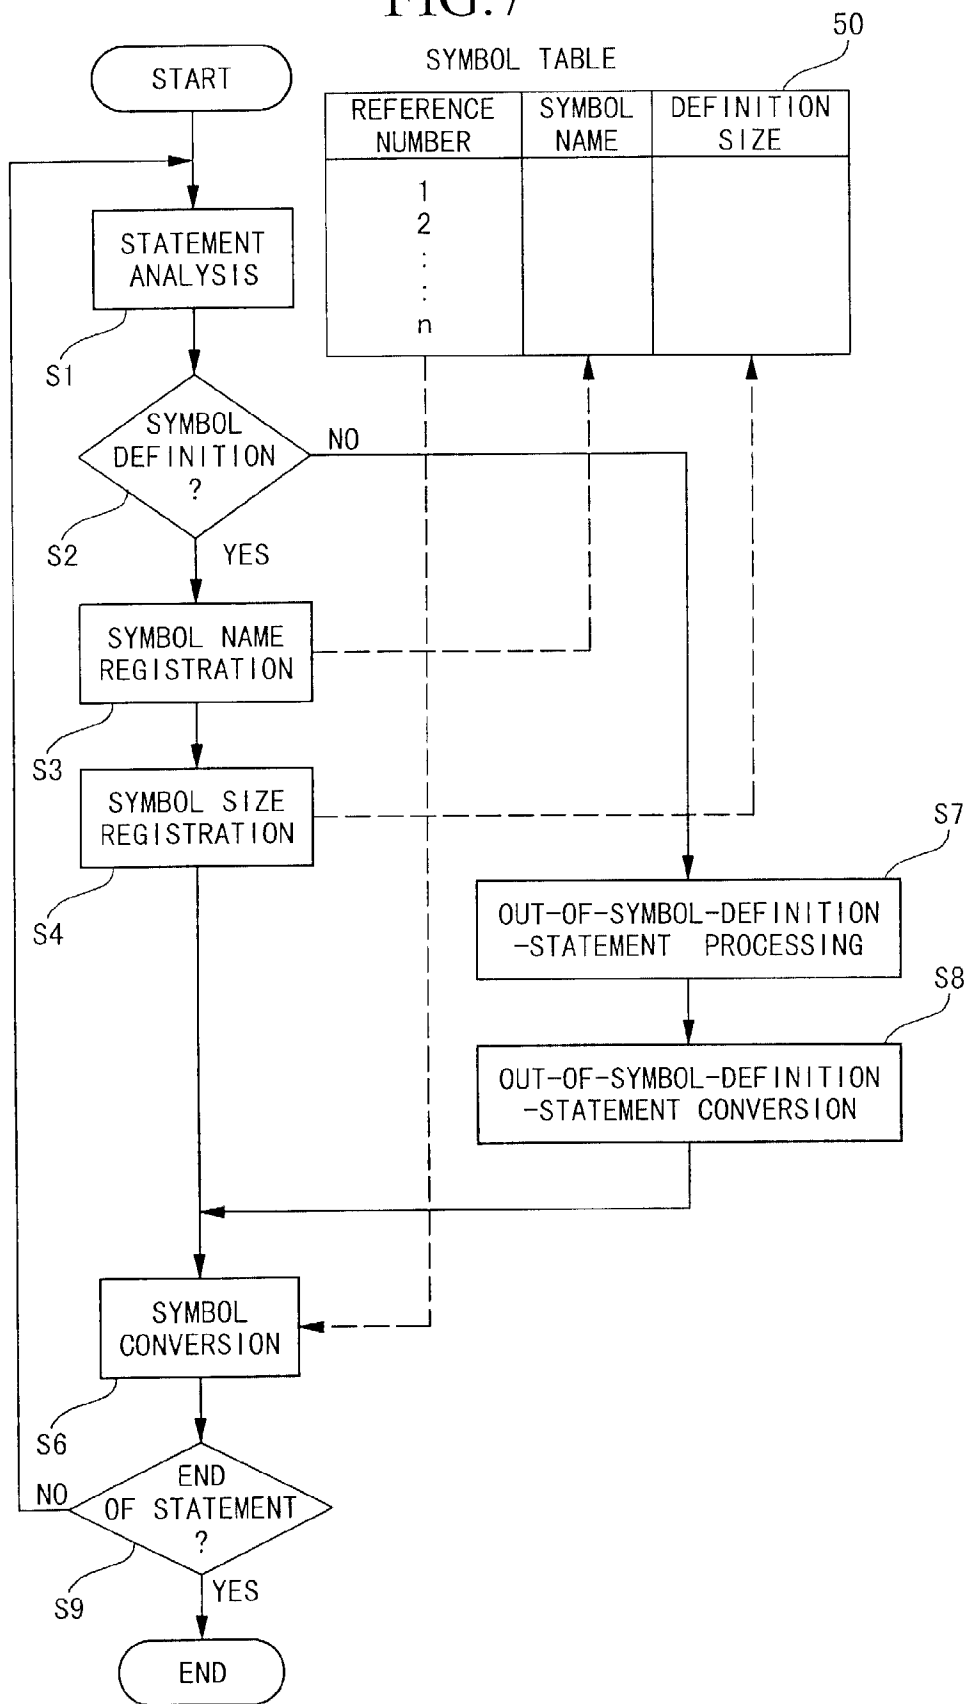 FIG. 7
50
SYMBOL TABLE
START
REFERENCE NUMBER
SYMBOL NAME
DEFINITION SIZE
1
2
:
:
n
STATEMENT
ANALYSIS
S1
SYMBOL
DEFINITION
?
NO
S2
YES
SYMBOL NAME
REGISTRATION
S3
SYMBOL SIZE
REGISTRATION
S4
S7
OUT-OF-SYMBOL-DEFINITION
-STATEMENT PROCESSING
S8
OUT-OF-SYMBOL-DEFINITION
-STATEMENT CONVERSION
SYMBOL
CONVERSION
S6
END
OF STATEMENT
?
NO
S9
YES
END